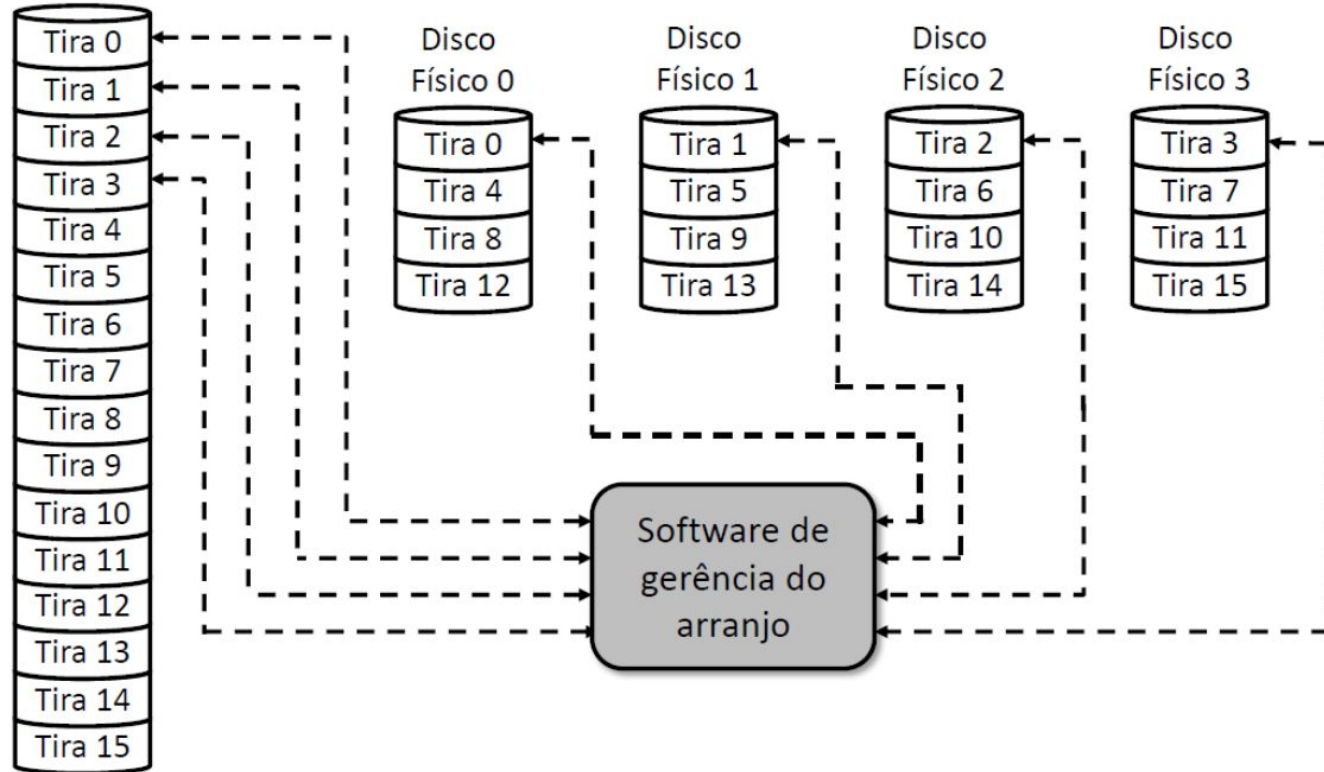 Tira 0
Tira 1
Tira 2
Tira 3
Tira 4
Tira 5
Tira 6
Tira 7
Tira 8
Tira 9
Tira 10
Tira 11
Tira 12
Tira 13
Tira 14
Tira 15
Disco
Físico 0
Tira 0
Tira 4
Tira 8
Tira 12
Disco
Físico 1
Tira 1
Tira 5
Tira 9
Tira 13
Disco
Físico 2
Tira 2
Tira 6
Tira 10
Tira 14
Disco
Físico 3
Tira 3
Tira 7
Tira 11
Tira 15
Software de
gerência do
arranjo